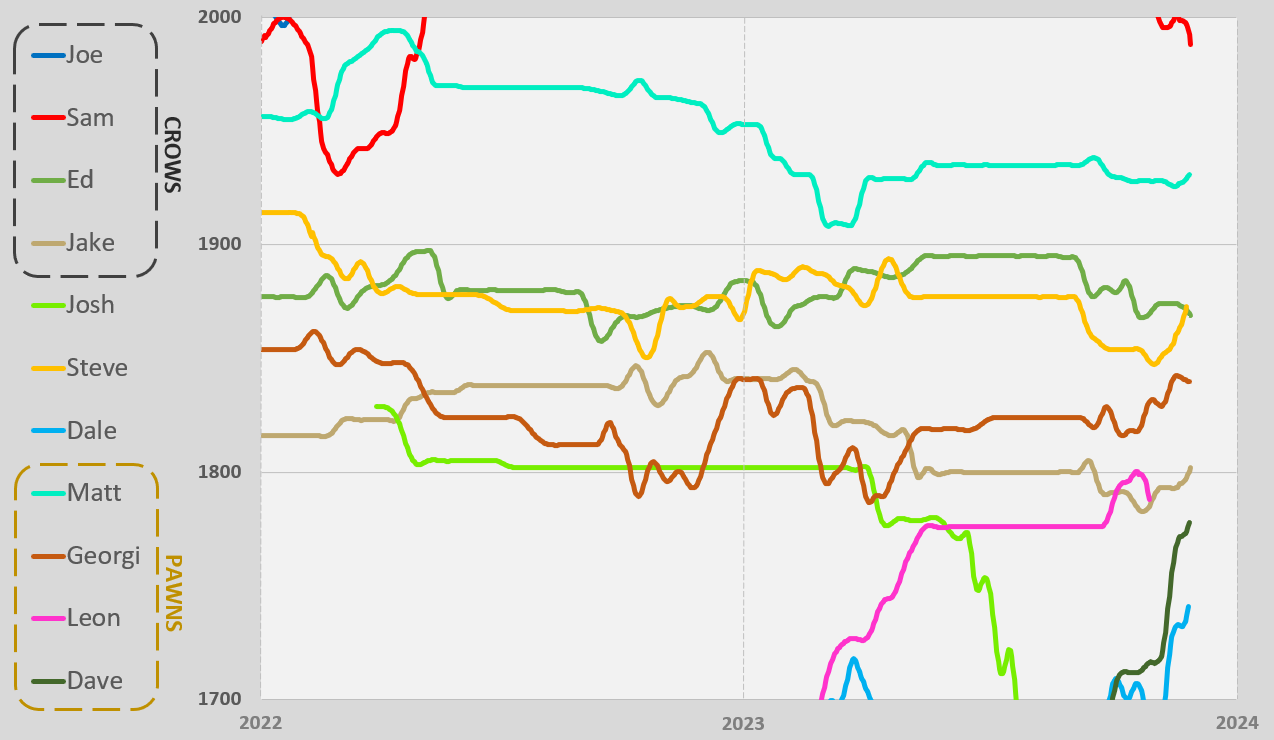 Joe
Sam
Ed
Jake
CROWS
Josh
Steve
Dale
Matt
Georgi
Leon
Dave
PAWNS
2000
1900
1800
1700
2022
2023
2024